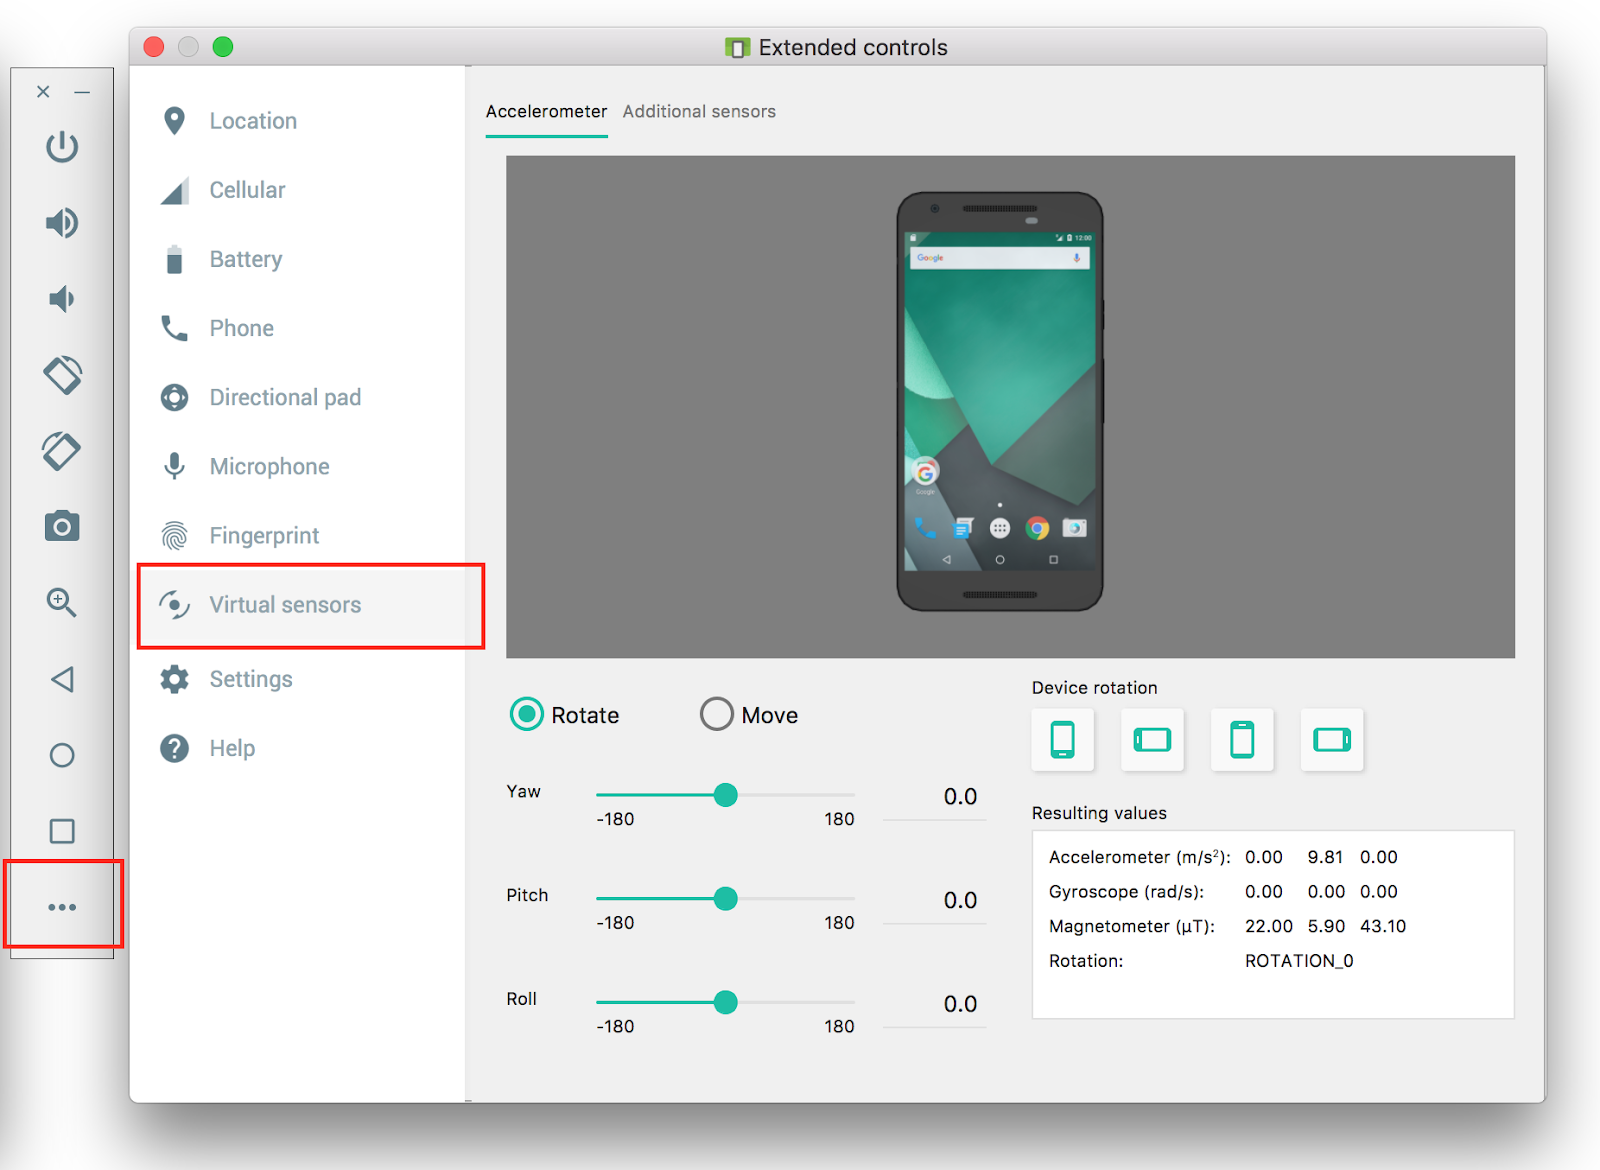 Extended controls
Location
Cellular
Battery
Phone
Directional pad
Microphone
Fingerprint
Virtual sensors
Settings
Help
Accelerometer Additional sensors
12:00
Google
Google
Rotate Move
Yaw 0.0
-180 180
Pitch 0.0
-180 180
Roll 0.0
-180 180
Device rotation
Resulting values
Accelerometer (m/s²): 0.00 9.81 0.00
Gyroscope (rad/s): 0.00 0.00 0.00
Magnetometer (μT): 22.00 5.90 43.10
Rotation: ROTATION_0